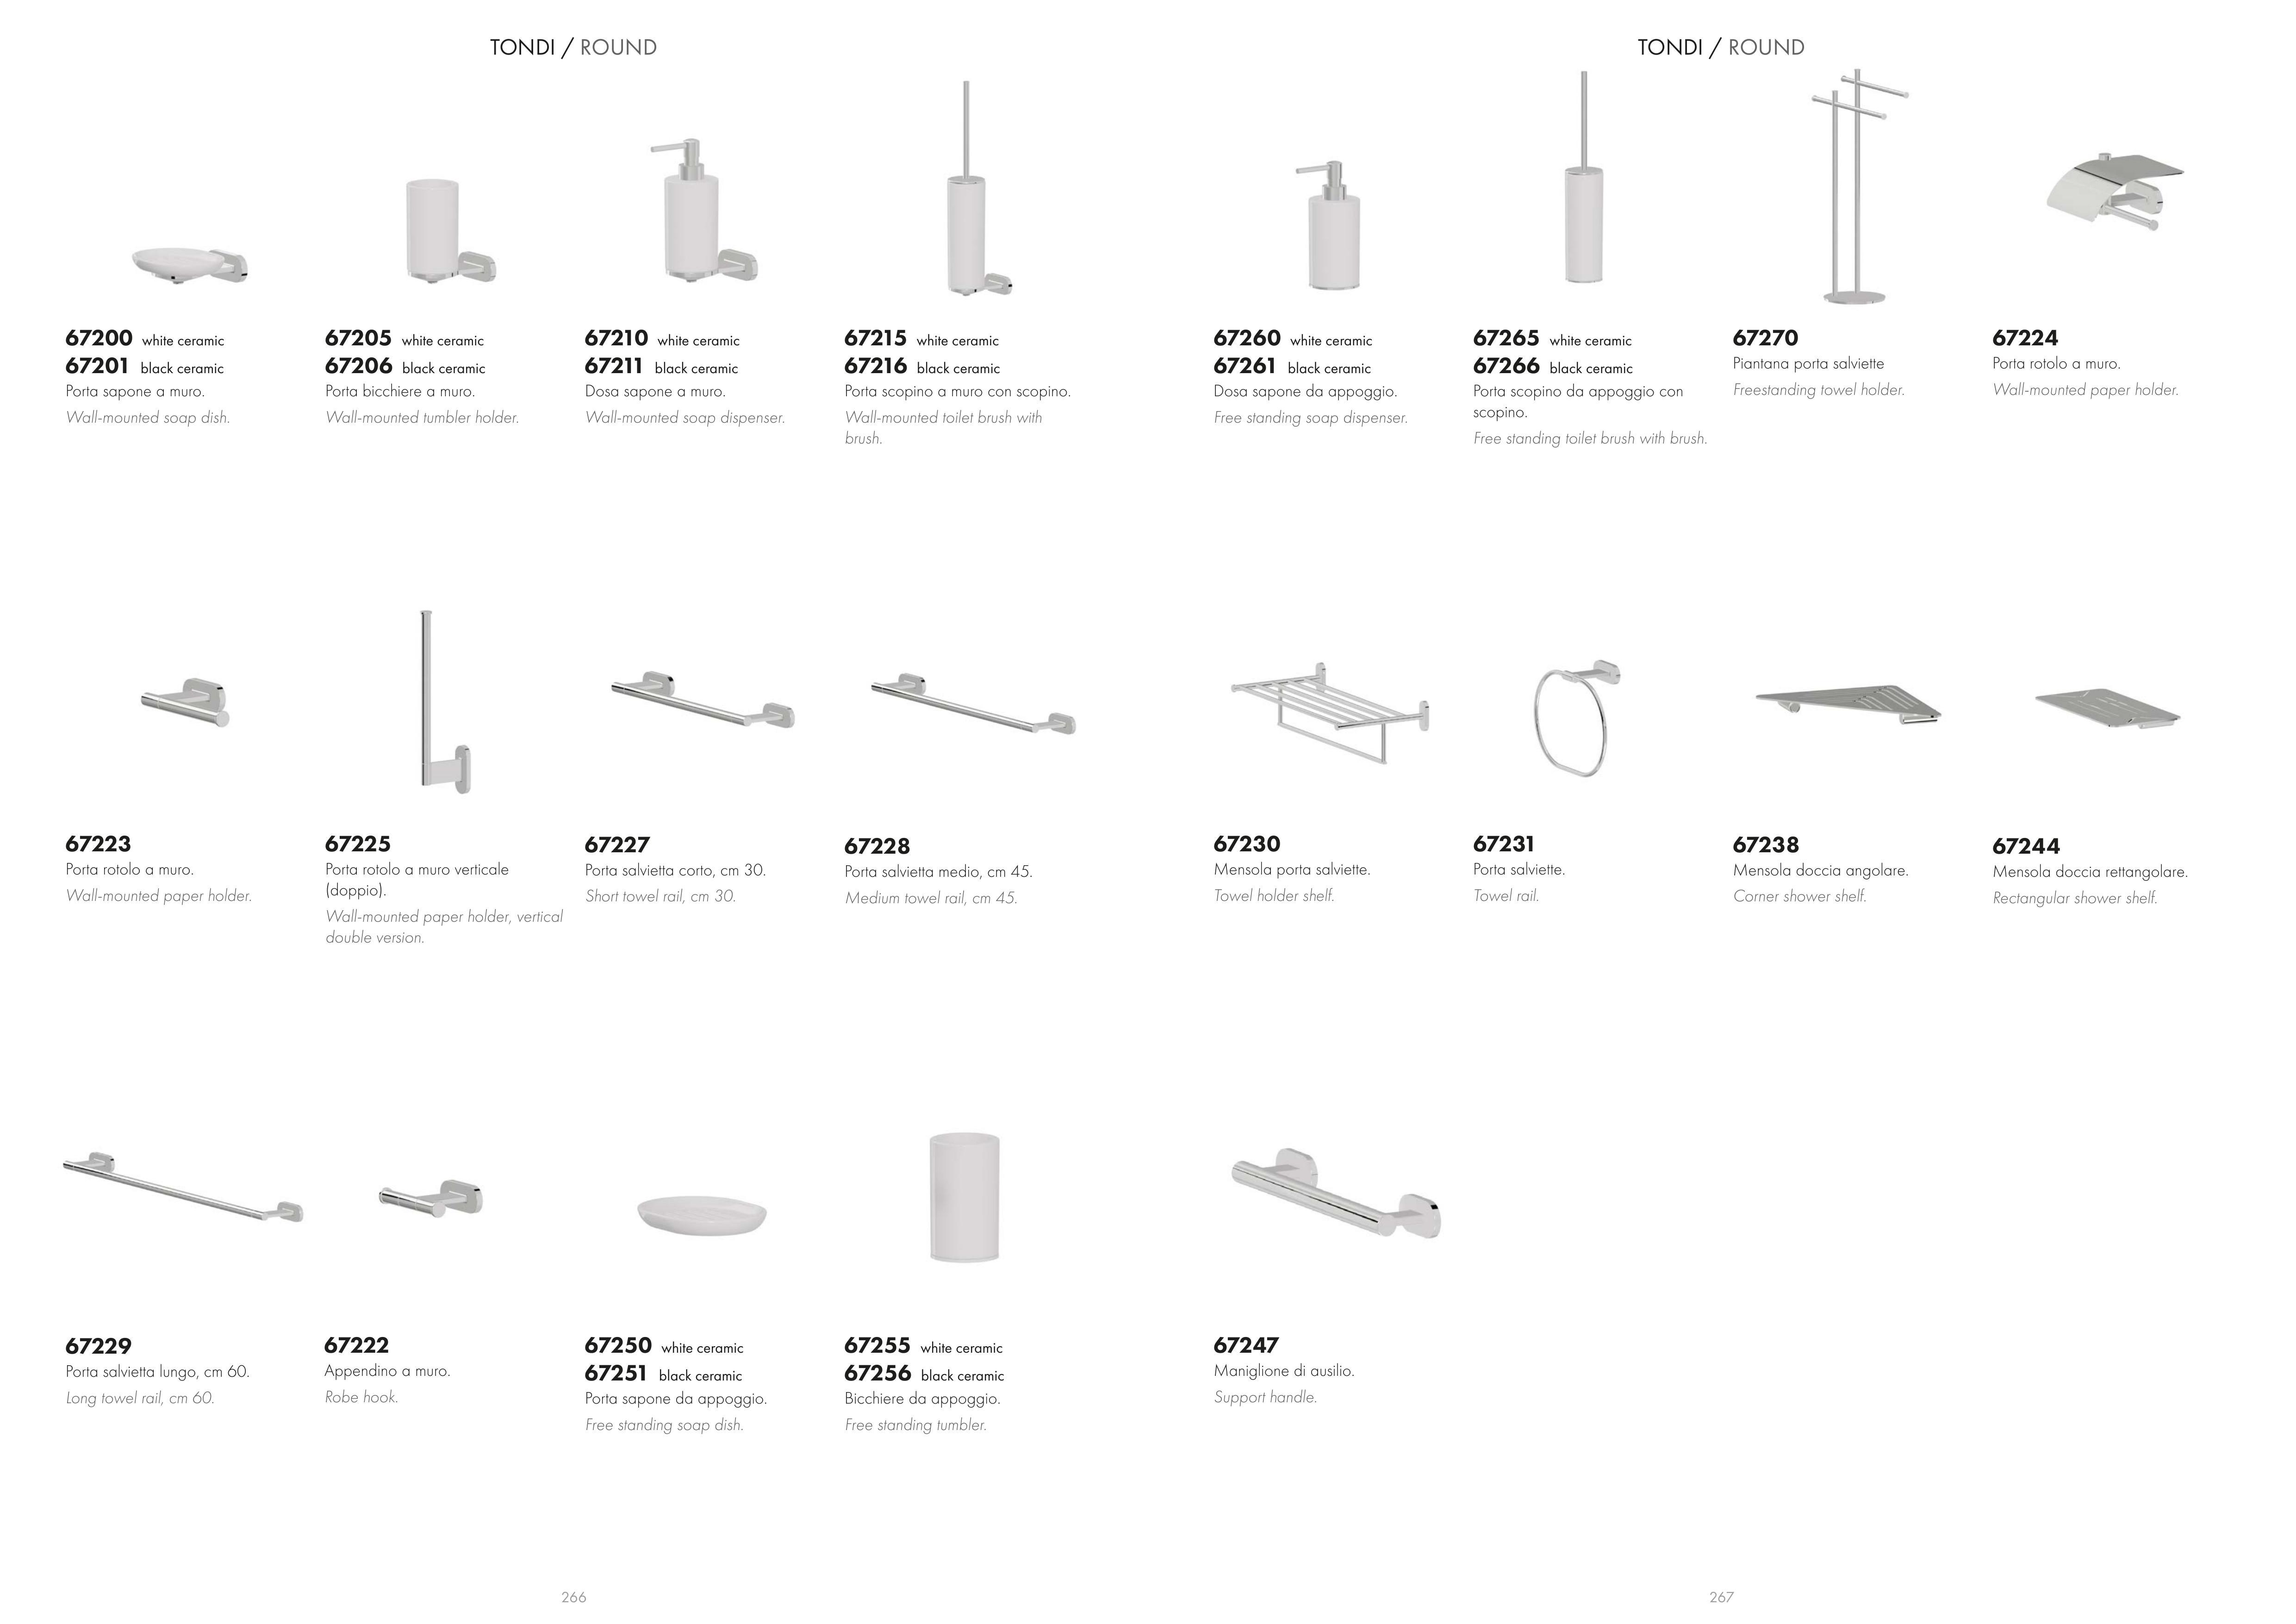 TONDI / ROUND
67200 white ceramic
67201 black ceramic
Porta sapone a muro.
Wall-mounted soap dish.
67205 white ceramic
67206 black ceramic
Porta bicchiere a muro.
Wall-mounted tumbler holder.
67210 white ceramic
67211 black ceramic
Dosa sapone a muro.
Wall-mounted soap dispenser.
67215 white ceramic
67216 black ceramic
Porta scopino a muro con scopino.
Wall-mounted toilet brush with
brush.
67223
Porta rotolo a muro.
Wall-mounted paper holder.
67225
Porta rotolo a muro verticale
(doppio).
Wall-mounted paper holder, vertical
double version.
67227
Porta salvietta corto, cm 30.
Short towel rail, cm 30.
67228
Porta salvietta medio, cm 45.
Medium towel rail, cm 45.
67229
Porta salvietta lungo, cm 60.
Long towel rail, cm 60.
67222
Appendino a muro.
Robe hook.
67250 white ceramic
67251 black ceramic
Porta sapone da appoggio.
Free standing soap dish.
67255 white ceramic
67256 black ceramic
Bicchiere da appoggio.
Free standing tumbler.
266
TONDI / ROUND
67260 white ceramic
67261 black ceramic
Dosa sapone da appoggio.
Free standing soap dispenser.
67265 white ceramic
67266 black ceramic
Porta scopino da appoggio con
scopino.
Free standing toilet brush with brush.
67270
Piantana porta salviette
Freestanding towel holder.
67224
Porta rotolo a muro.
Wall-mounted paper holder.
67230
Mensola porta salviette.
Towel holder shelf.
67231
Porta salviette.
Towel rail.
67238
Mensola doccia angolare.
Corner shower shelf.
67244
Mensola doccia rettangolare.
Rectangular shower shelf.
67247
Maniglione di ausilio.
Support handle.
267